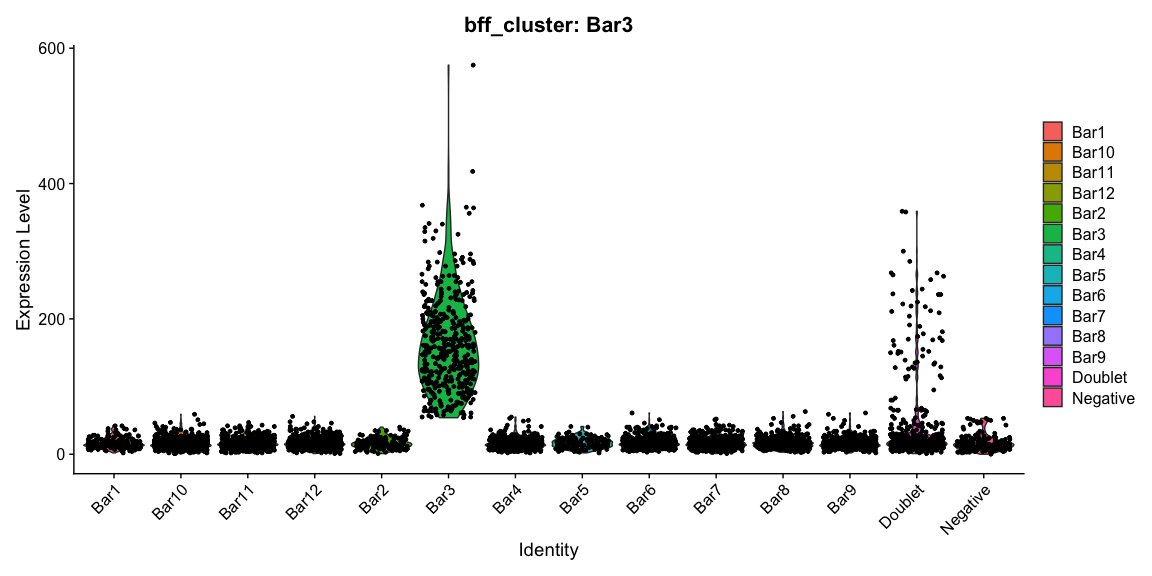 bff_cluster: Bar3
Expression Level
600
400
200
0
Bar1
Bar10
Bar11
Bar12
Bar2
Bar3
Bar4
Bar5
Bar6
Bar7
Bar8
Bar9
Doublet
Negative
Identity
Bar1
Bar10
Bar11
Bar12
Bar2
Bar3
Bar4
Bar5
Bar6
Bar7
Bar8
Bar9
Doublet
Negative